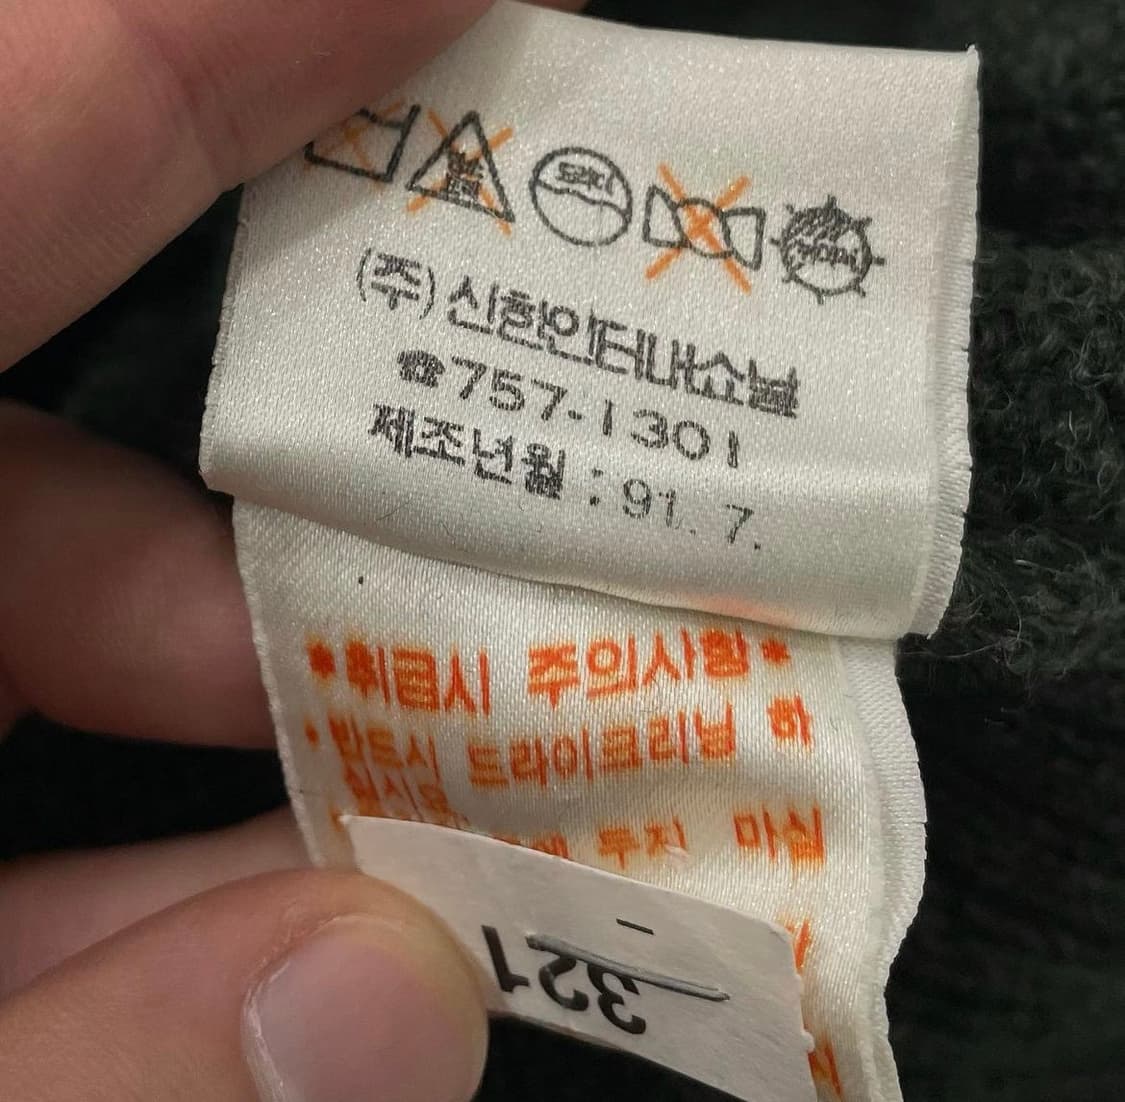 드라이
(주) 신한인터내쇼날
☎757-1301
제조년월 : 91. 7.
*취급시 주의사항*
· 반드시 드라이크리닝 하
십시요
두지 마실
321